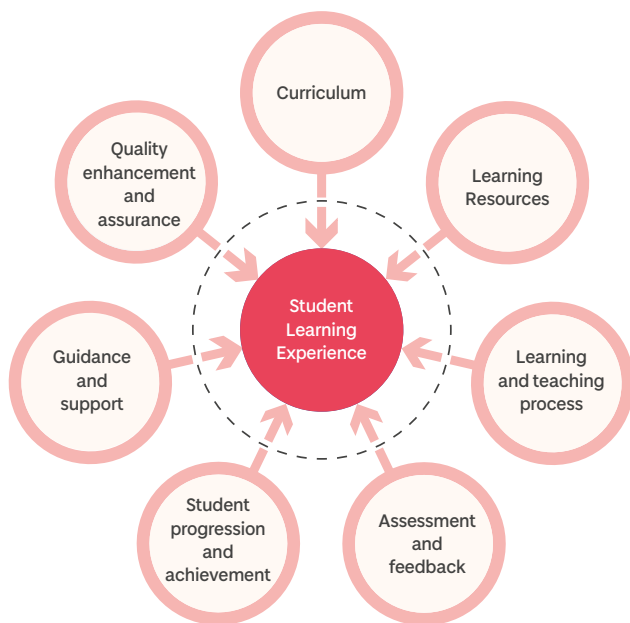 Curriculum
Learning
Resources
Learning
and teaching
process
Assessment
and
feedback
Student
progression
and
achievement
Guidance
and
support
Quality
enhancement
and
assurance
Student
Learning
Experience